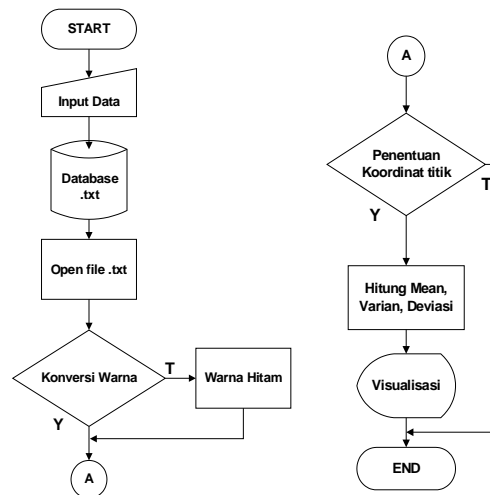 START
Input Data
Database
.txt
Open file .txt
Konversi Warna
T
Warna Hitam
Y
A
A
Penentuan
Koordinat titik
T
Y
Hitung Mean,
Varian, Deviasi
Visualisasi
END